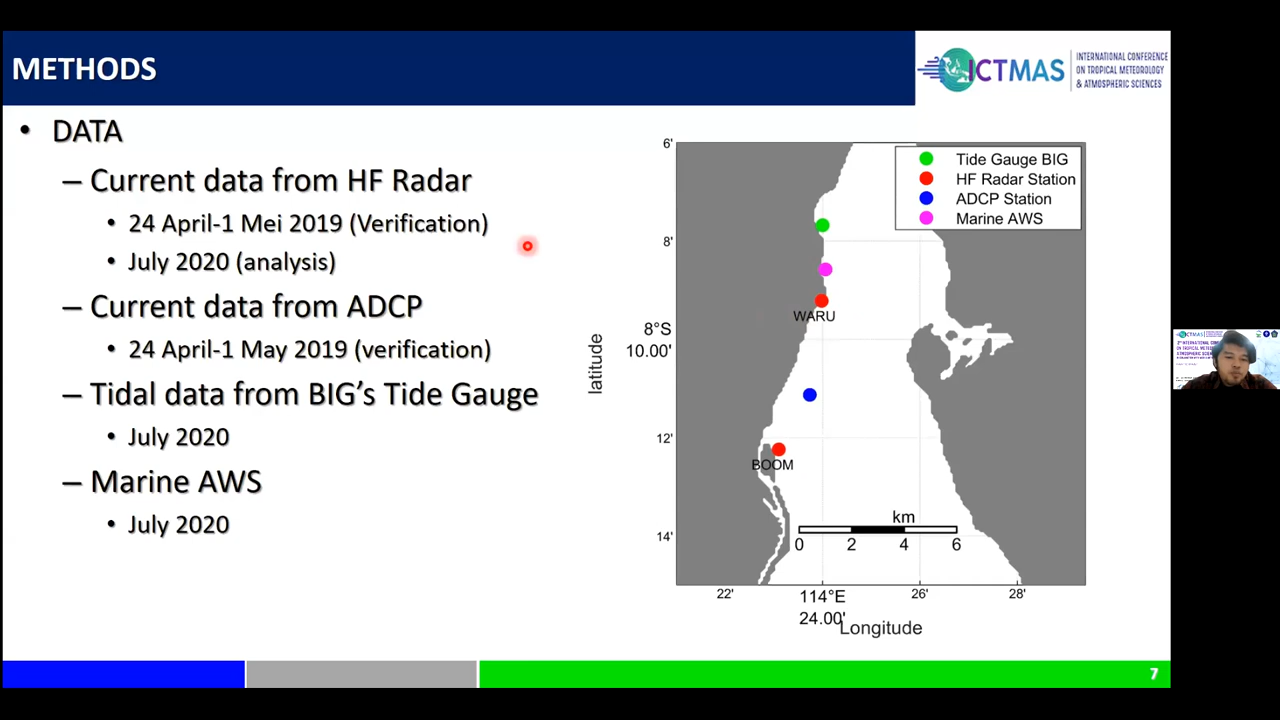 METHODS
ICTMAS
INTERNATIONAL CONFERENCE
ON TROPICAL METEOROLOGY
& ATMOSPHERIC SCIENCES
• DATA
– Current data from HF Radar
• 24 April-1 Mei 2019 (Verification)
• July 2020 (analysis)
– Current data from ADCP
• 24 April-1 May 2019 (verification)
– Tidal data from BIG's Tide Gauge
• July 2020
– Marine AWS
• July 2020
Tide Gauge BIG
HF Radar Station
ADCP Station
Marine AWS
6'
8'
8°S
10.00'
12'
14'
latitude
WARU
BOOM
km
0 2 4 6
22' 114°E 26' 28'
24.00'
Longitude
7
ICTMAS